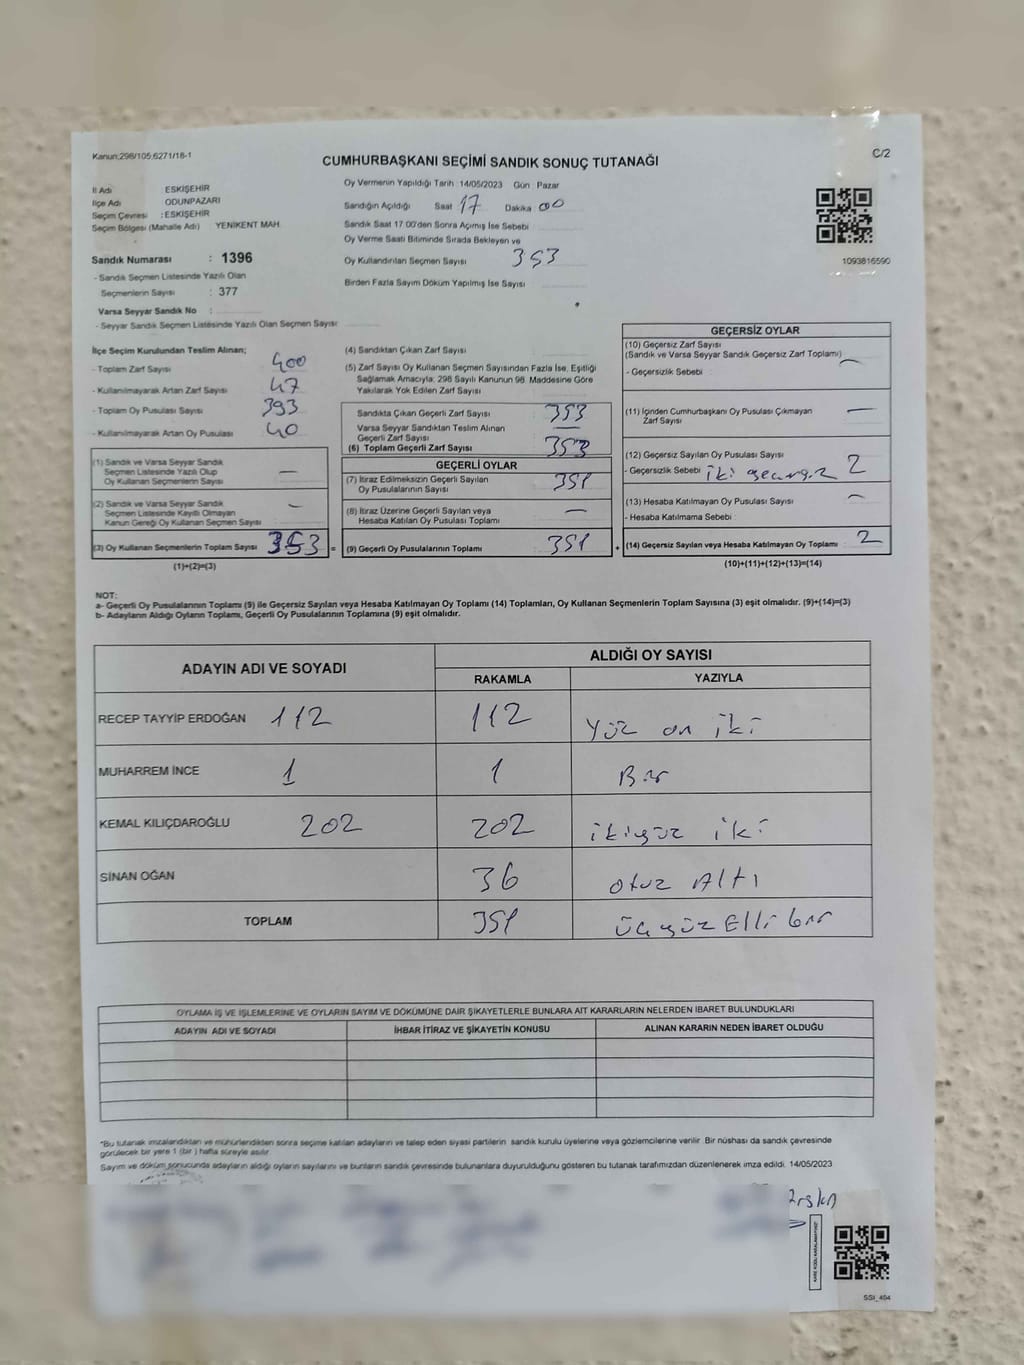 Kanun:298/105;6271/18-1
C/2
CUMHURBAŞKANI SEÇİMİ SANDIK SONUÇ TUTANAĞI
İl Adı : ESKİŞEHİR
İlçe Adı : ODUNPAZARI
Seçim Çevresi : ESKİŞEHİR
Seçim Bölgesi (Mahalle Adı) YENİKENT MAH.
Sandık Numarası : 1396
- Sandık Seçmen Listesinde Yazılı Olan
Seçmenlerin Sayısı : 377
Varsa Seyyar Sandık No :
- Seyyar Sandık Seçmen Listesinde Yazılı Olan Seçmen Sayısı
Oy Vermenin Yapıldığı Tarih : 14/05/2023 Gün : Pazar
Sandığın Açıldığı Saat 17 Dakika 00
Sandık Saat 17.00'den Sonra Açılmış İse Sebebi
Oy Verme Saati Bitiminde Sırada Bekleyen ve
Oy Kullandırılan Seçmen Sayısı 353
Birden Fazla Sayım Döküm Yapılmış İse Sayısı
1093816590
İlçe Seçim Kurulundan Teslim Alınan;
- Toplam Zarf Sayısı 400
- Kullanılmayarak Artan Zarf Sayısı 47
- Toplam Oy Pusulası Sayısı 393
- Kullanılmayarak Artan Oy Pusulası 40
(1) Sandık ve Varsa Seyyar Sandık
Seçmen Listesinde Yazılı Olup
Oy Kullanan Seçmenlerin Sayısı —
(2) Sandık ve Varsa Seyyar Sandık
Seçmen Listesinde Kayıtlı Olmayan
Kanun Gereği Oy Kullanan Seçmen Sayısı —
(3) Oy Kullanan Seçmenlerin Toplam Sayısı 353 =
(1)+(2)=(3)
(4) Sandıktan Çıkan Zarf Sayısı
(5) Zarf Sayısı Oy Kullanan Seçmen Sayısından Fazla İse, Eşitliği
Sağlamak Amacıyla; 298 Sayılı Kanunun 98. Maddesine Göre
Yakılarak Yok Edilen Zarf Sayısı
Sandıkta Çıkan Geçerli Zarf Sayısı 353
Varsa Seyyar Sandıktan Teslim Alınan
Geçerli Zarf Sayısı —
(6) Toplam Geçerli Zarf Sayısı 353
GEÇERLİ OYLAR
(7) İtiraz Edilmeksizin Geçerli Sayılan
Oy Pusulalarının Sayısı 351
(8) İtiraz Üzerine Geçerli Sayılan veya
Hesaba Katılan Oy Pusulası Toplamı —
(9) Geçerli Oy Pusulalarının Toplamı 351 +
GEÇERSİZ OYLAR
(10) Geçersiz Zarf Sayısı
(Sandık ve Varsa Seyyar Sandık Geçersiz Zarf Toplamı) —
- Geçersizlik Sebebi :
(11) İçinden Cumhurbaşkanı Oy Pusulası Çıkmayan —
Zarf Sayısı
(12) Geçersiz Sayılan Oy Pusulası Sayısı 2
- Geçersizlik Sebebi : iki geçersiz
(13) Hesaba Katılmayan Oy Pusulası Sayısı —
- Hesaba Katılmama Sebebi :
(14) Geçersiz Sayılan veya Hesaba Katılmayan Oy Toplamı 2
(10)+(11)+(12)+(13)=(14)
NOT:
a- Geçerli Oy Pusulalarının Toplamı (9) ile Geçersiz Sayılan veya Hesaba Katılmayan Oy Toplamı (14) Toplamları, Oy Kullanan Seçmenlerin Toplam Sayısına (3) eşit olmalıdır. (9)+(14)=(3)
b- Adayların Aldığı Oyların Toplamı, Geçerli Oy Pusulalarının Toplamına (9) eşit olmalıdır.
ADAYIN ADI VE SOYADI
ALDIĞI OY SAYISI
RAKAMLA YAZIYLA
RECEP TAYYİP ERDOĞAN 112 112 Yüz on iki
MUHARREM İNCE 1 1 Bir
KEMAL KILIÇDAROĞLU 202 202 ikiyüz iki
SİNAN OĞAN 36 otuz Altı
TOPLAM 351 üçyüz Elli bir
OYLAMA İŞ VE İŞLEMLERİNE VE OYLARIN SAYIM VE DÖKÜMÜNE DAİR ŞİKAYETLERLE BUNLARA AİT KARARLARIN NELERDEN İBARET BULUNDUKLARI
ADAYIN ADI VE SOYADI İHBAR İTİRAZ VE ŞİKAYETİN KONUSU ALINAN KARARIN NEDEN İBARET OLDUĞU
*Bu tutanak imzalandıktan ve mühürlendikten sonra seçime katılan adayların ve talep eden siyasi partilerin sandık kurulu üyelerine veya gözlemcilerine verilir. Bir nüshası da sandık çevresinde
görülecek bir yere 1 (bir) hafta süreyle asılır.
Sayım ve döküm sonucunda adayların aldığı oyların sayılarını ve bunların sandık çevresinde bulunanlara duyurulduğunu gösteren bu tutanak tarafımızdan düzenlenerek imza edildi. 14/05/2023
KARE KODU KARALAMAYINIZ!
SSI_404